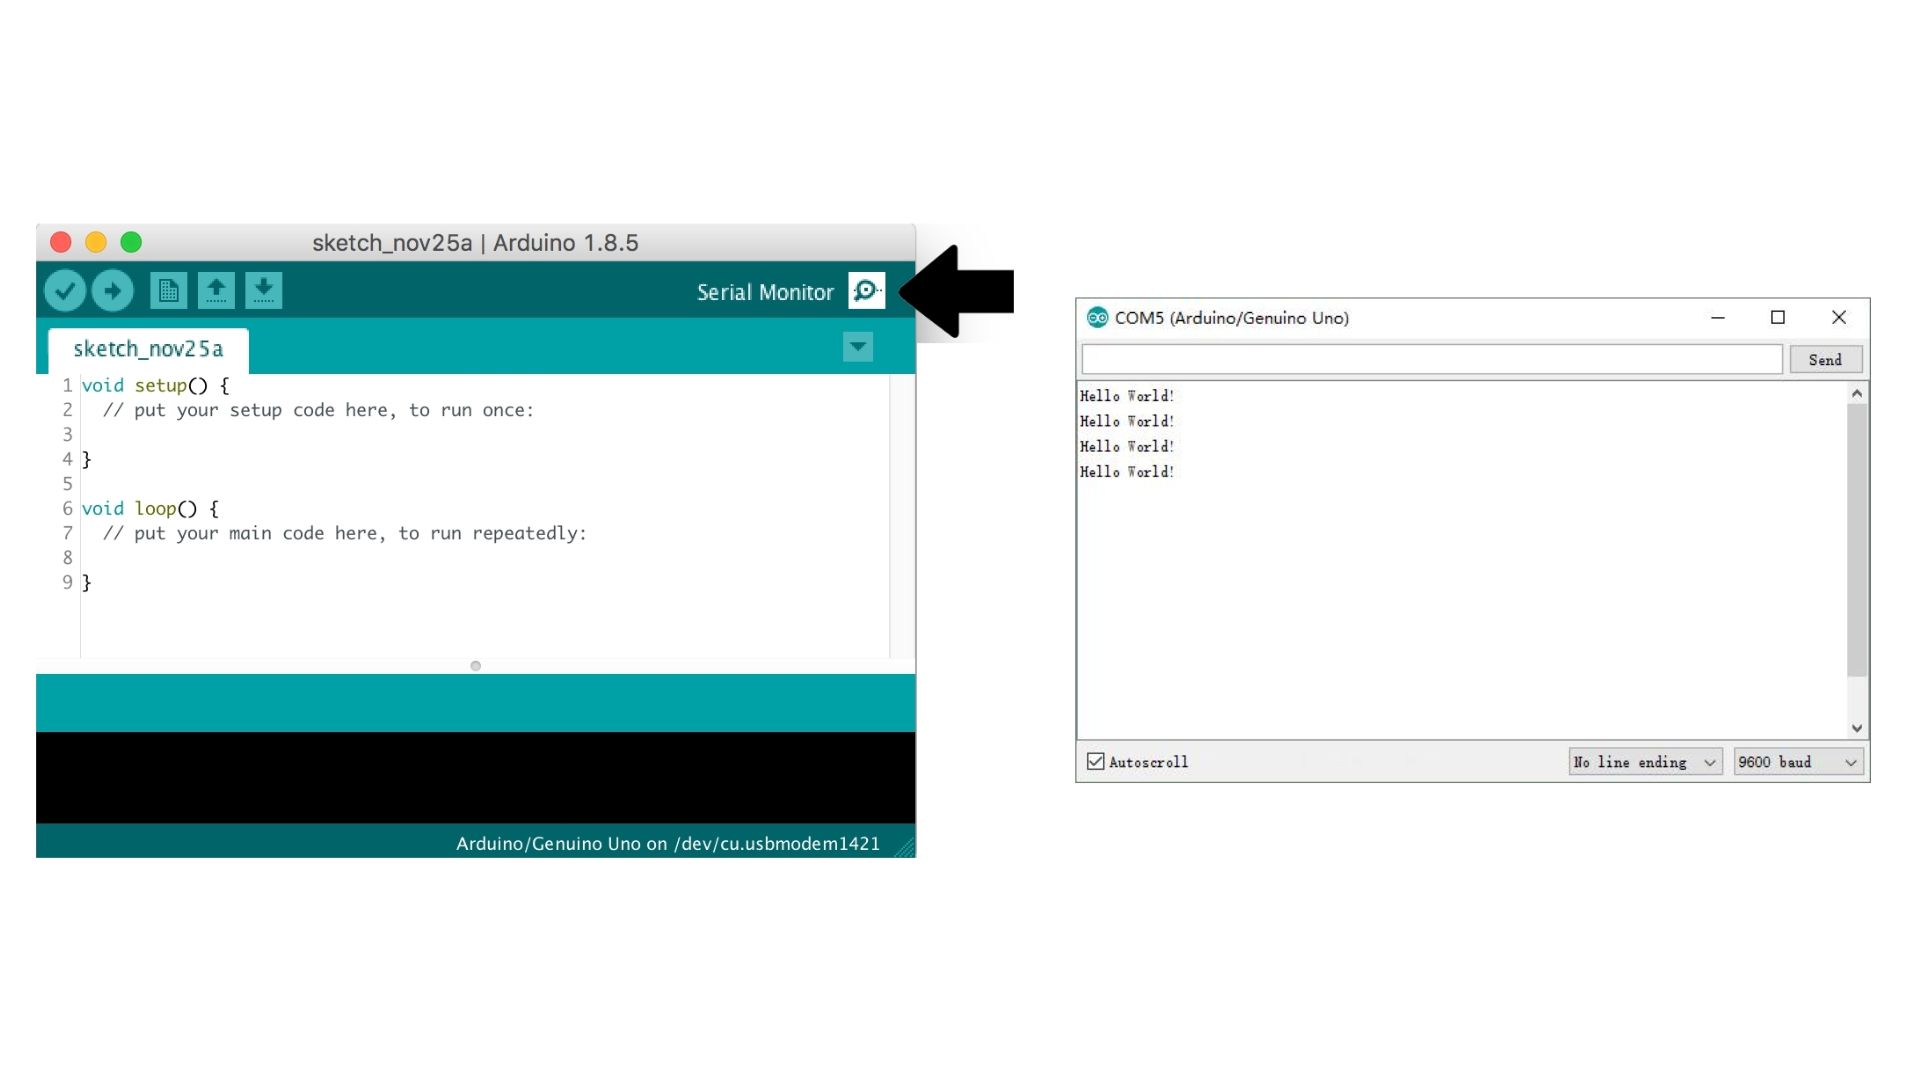 sketch_nov25a | Arduino 1.8.5
Serial Monitor
sketch_nov25a
1 void setup() {
2 // put your setup code here, to run once:
3
4 }
5
6 void loop() {
7 // put your main code here, to run repeatedly:
8
9 }
Arduino/Genuino Uno on /dev/cu.usbmodem1421
COM5 (Arduino/Genuino Uno)
Send
Hello World!
Hello World!
Hello World!
Hello World!
Autoscroll
No line ending
9600 baud